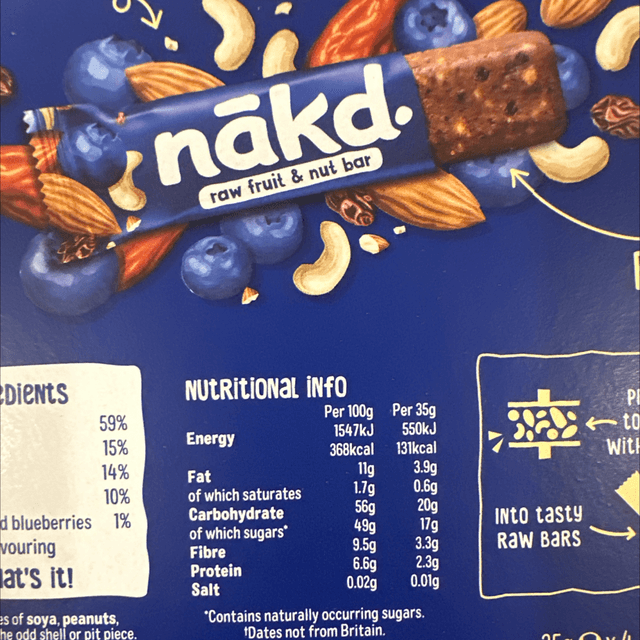 nākd.
raw fruit & nut bar
NUTRITIONAL INFO
Per 100g Per 35g
Energy 1547kJ 550kJ
368kcal 131kcal
Fat 11g 3.9g
of which saturates 1.7g 0.6g
Carbohydrate 56g 20g
of which sugars* 49g 17g
Fibre 9.5g 3.3g
Protein 6.6g 2.3g
Salt 0.02g 0.01g
*Contains naturally occurring sugars.
†Dates not from Britain.
59%
15%
14%
10%
blueberries 1%
it!
of soya, peanuts,
odd shell or pit piece.
INTO TASTY
RAW BARS